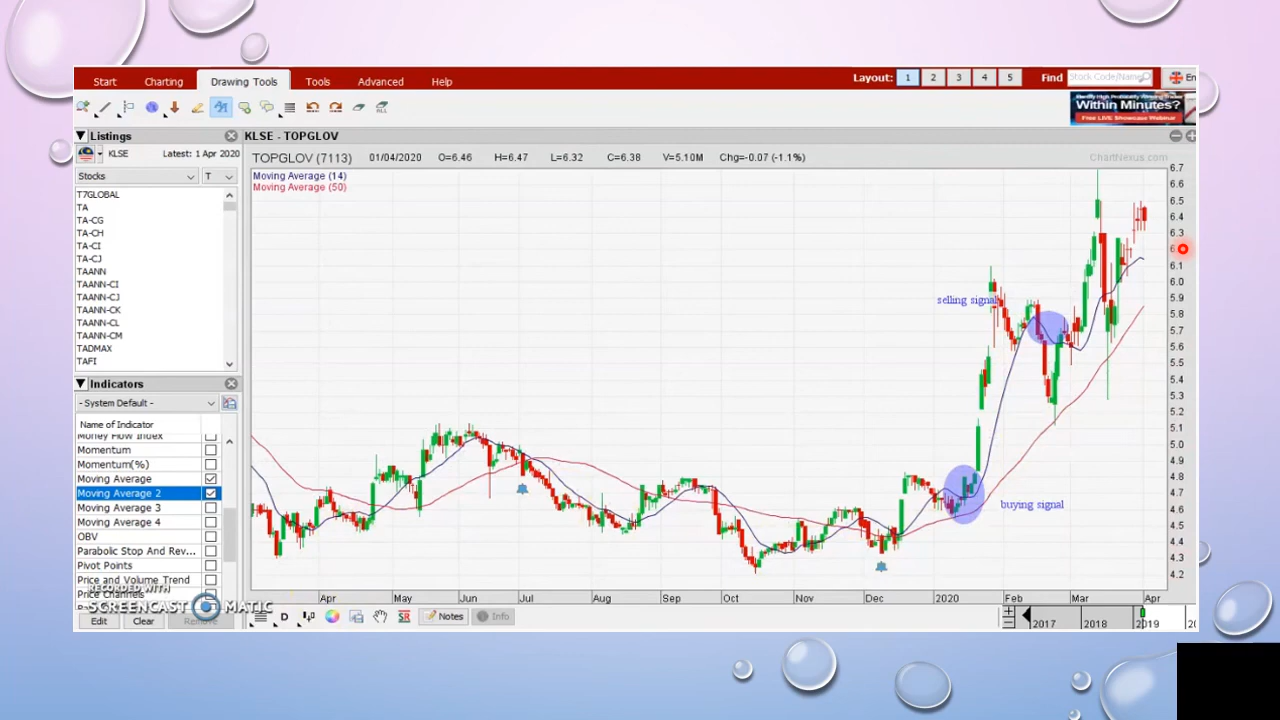 Start Charting Drawing Tools Tools Advanced Help Layout: 1 2 3 4 5 Find Stock Code/Name En
Within Minutes?
Free LIVE Showcase Webinar
Listings
KLSE Latest: 1 Apr 2020
Stocks T
T7GLOBAL
TA
TA-CG
TA-CH
TA-CI
TA-CJ
TAANN
TAANN-CI
TAANN-CJ
TAANN-CK
TAANN-CL
TAANN-CM
TADMAX
TAFI
Indicators
- System Default -
Name of Indicator
Money Flow Index
Momentum
Momentum(%)
Moving Average
Moving Average 2
Moving Average 3
Moving Average 4
OBV
Parabolic Stop And Rev...
Pivot Points
Price and Volume Trend
Price Channels
Edit Clear Remove
RECORDED WITH
SCREENCAST MATIC
KLSE - TOPGLOV
TOPGLOV (7113) 01/04/2020 O=6.46 H=6.47 L=6.32 C=6.38 V=5.10M Chg=-0.07 (-1.1%) ChartNexus.com
Moving Average (14)
Moving Average (50)
selling signal
buying signal
6.7
6.6
6.5
6.4
6.3
6.1
6.0
5.9
5.8
5.7
5.6
5.5
5.4
5.3
5.2
5.1
5.0
4.9
4.8
4.7
4.6
4.5
4.4
4.3
4.2
Apr May Jun Jul Aug Sep Oct Nov Dec 2020 Feb Mar Apr
D SR Notes Info 2017 2018 2019